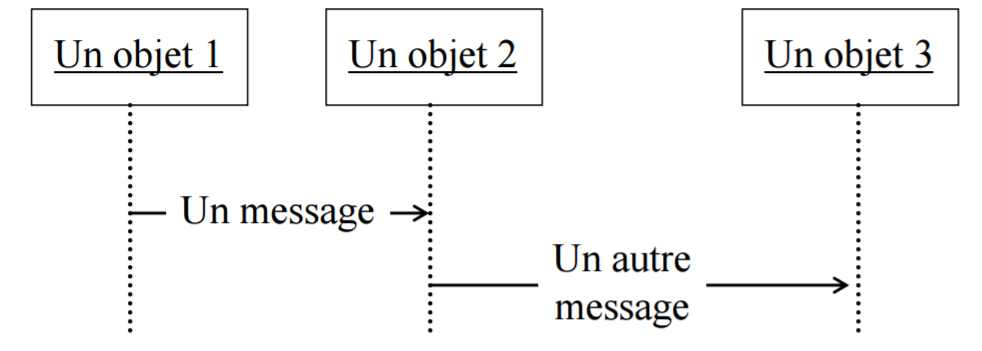 Un objet 1
Un objet 2
Un objet 3
Un message
Un autre
message